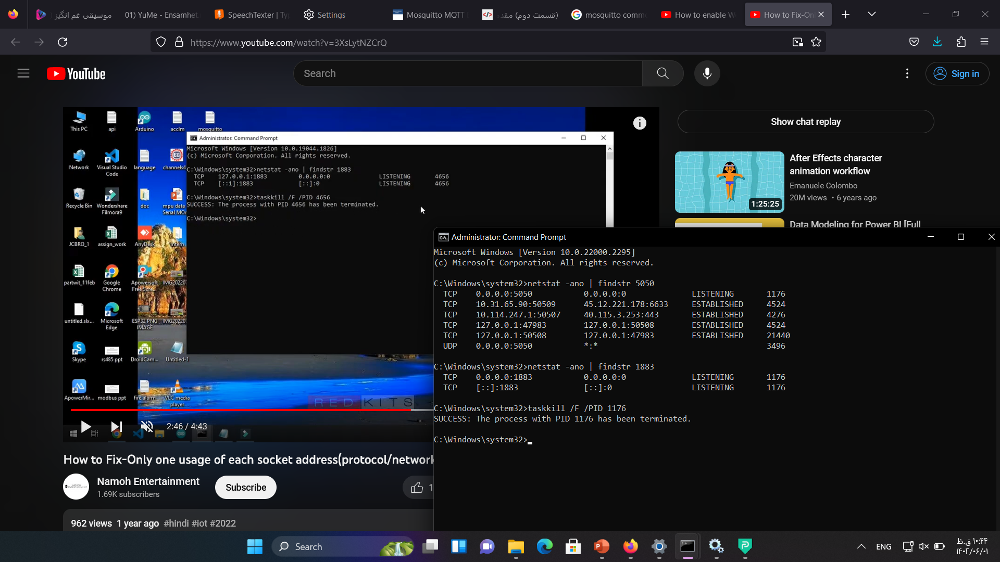 موسیقی غم انگیز (
01) YuMe - Ensamhet
SpeechTexter | Ty
Settings
Mosquitto MQTT
(قسمت دوم) مقد
mosquitto comm
How to enable W
How to Fix-Onl
https://www.youtube.com/watch?v=3XsLytNZCrQ
YouTube
Search
Sign in
This PC
api
Arduino
acclm
mosquitto
Network
Visual Studio Code
language
channels4
Recycle Bin
Wondershare Filmora9
doc
mpu data Serial MO
JCBRO_1
assign_work
AnyDesk
Intern
partwit_11feb
Google Chrome
Apowersoft Free Scre...
IMG20220
untitled.slx...
Microsoft Edge
ESP32 PNG IMAGE
IMG20220
Skype
rs485 ppt
DroidCam...
Untitled-1
ApowerMir...
modbus ppt
fire alarm
VLC media player
Administrator: Command Prompt
Microsoft Windows [Version 10.0.19044.1826]
(c) Microsoft Corporation. All rights reserved.
C:\Windows\system32>netstat -ano | findstr 1883
TCP 127.0.0.1:1883 0.0.0.0:0 LISTENING 4656
TCP [::1]:1883 [::]:0 LISTENING 4656
C:\Windows\system32>taskkill /F /PID 4656
SUCCESS: The process with PID 4656 has been terminated.
C:\Windows\system32>
REDKITS
2:46 / 4:43
Show chat replay
After Effects character
animation workflow
Emanuele Colombo
20M views • 6 years ago
1:25:25
Data Modeling for Power BI [Full
Administrator: Command Prompt
Microsoft Windows [Version 10.0.22000.2295]
(c) Microsoft Corporation. All rights reserved.
C:\Windows\system32>netstat -ano | findstr 5050
TCP 0.0.0.0:5050 0.0.0.0:0 LISTENING 1176
TCP 10.31.65.90:50509 45.12.221.178:6633 ESTABLISHED 4524
TCP 10.114.247.1:50507 40.115.3.253:443 ESTABLISHED 4276
TCP 127.0.0.1:47983 127.0.0.1:50508 ESTABLISHED 4524
TCP 127.0.0.1:50508 127.0.0.1:47983 ESTABLISHED 21440
UDP 0.0.0.0:5050 *:* 3496
C:\Windows\system32>netstat -ano | findstr 1883
TCP 0.0.0.0:1883 0.0.0.0:0 LISTENING 1176
TCP [::]:1883 [::]:0 LISTENING 1176
C:\Windows\system32>taskkill /F /PID 1176
SUCCESS: The process with PID 1176 has been terminated.
C:\Windows\system32>
How to Fix-Only one usage of each socket address(protocol/network
Namoh Entertainment
1.69K subscribers
Subscribe
1
962 views 1 year ago #hindi #iot #2022
Search
ENG
۱۰:۴۴ ق.ظ
۱۴۰۲/۰۶/۰۱